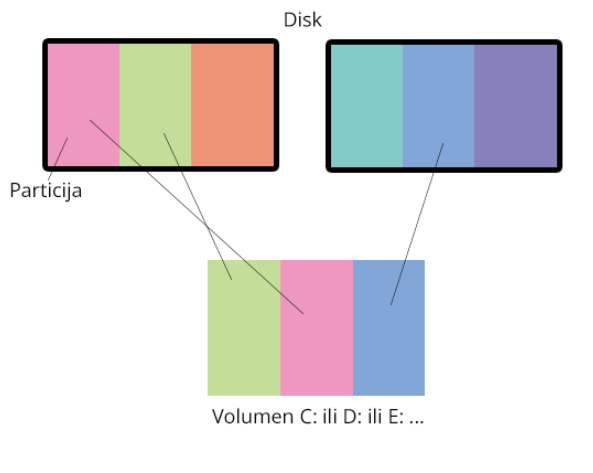 Disk
Particija
Volumen C: ili D: ili E: ...